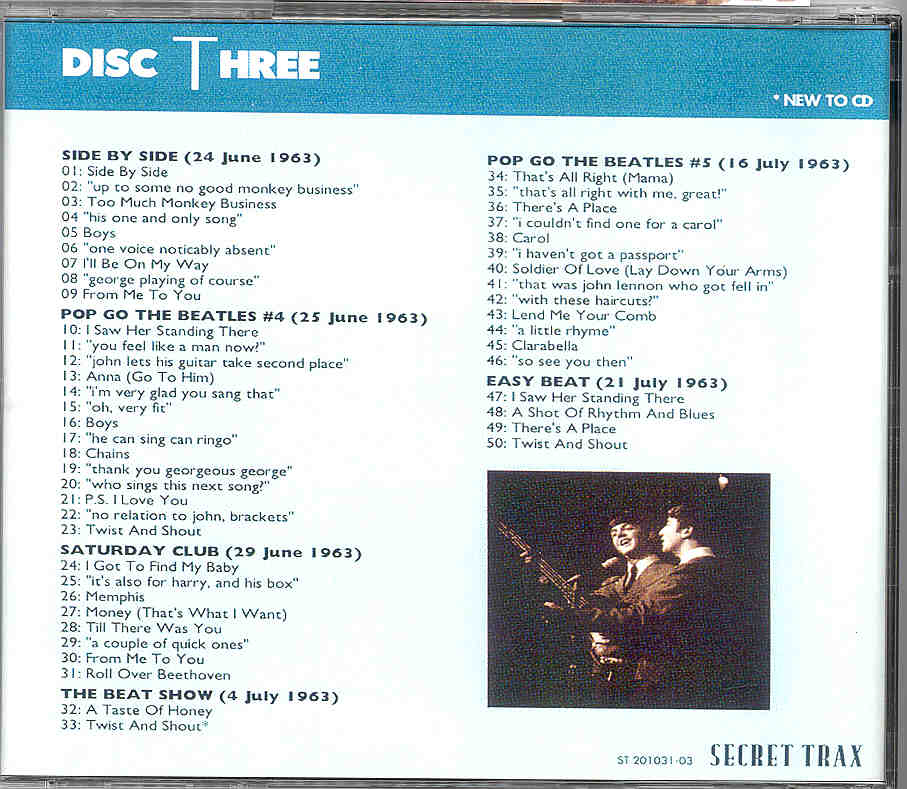 DISC THREE
* NEW TO CD
SIDE BY SIDE (24 June 1963)
01: Side By Side
02: "up to some no good monkey business"
03: Too Much Monkey Business
04 "his one and only song"
05 Boys
06 "one voice noticably absent"
07 I'll Be On My Way
08 "george playing of course"
09 From Me To You
POP GO THE BEATLES #4 (25 June 1963)
10: I Saw Her Standing There
11: "you feel like a man now?"
12: "john lets his guitar take second place"
13: Anna (Go To Him)
14: "i'm very glad you sang that"
15: "oh, very fit"
16: Boys
17: "he can sing can ringo"
18: Chains
19: "thank you georgeous george"
20: "who sings this next song?"
21: P.S. I Love You
22: "no relation to john, brackets"
23: Twist And Shout
SATURDAY CLUB (29 June 1963)
24: I Got To Find My Baby
25: "it's also for harry, and his box"
26: Memphis
27: Money (That's What I Want)
28: Till There Was You
29: "a couple of quick ones"
30: From Me To You
31: Roll Over Beethoven
THE BEAT SHOW (4 July 1963)
32: A Taste Of Honey
33: Twist And Shout*
POP GO THE BEATLES #5 (16 July 1963)
34: That's All Right (Mama)
35: "that's all right with me, great!"
36: There's A Place
37: "i couldn't find one for a carol"
38: Carol
39: "i haven't got a passport"
40: Soldier Of Love (Lay Down Your Arms)
41: "that was john lennon who got fell in"
42: "with these haircuts?"
43: Lend Me Your Comb
44: "a little rhyme"
45: Clarabella
46: "so see you then"
EASY BEAT (21 July 1963)
47: I Saw Her Standing There
48: A Shot Of Rhythm And Blues
49: There's A Place
50: Twist And Shout
ST 201031-03 SECRET TRAX